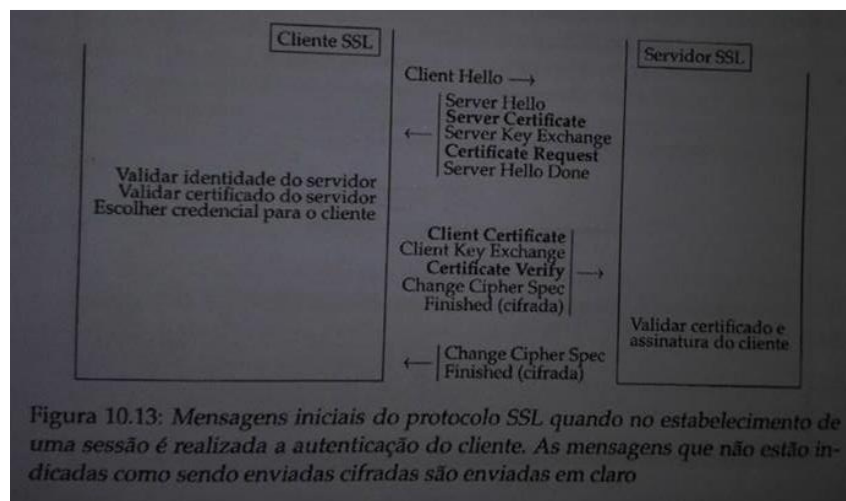 Cliente SSL
Servidor SSL
Client Hello →
Server Hello
Server Certificate
← Server Key Exchange
Certificate Request
Server Hello Done
Validar identidade do servidor
Validar certificado do servidor
Escolher credencial para o cliente
Client Certificate
Client Key Exchange
Certificate Verify →
Change Cipher Spec
Finished (cifrada)
Validar certificado e
assinatura do cliente
← Change Cipher Spec
Finished (cifrada)
Figura 10.13: Mensagens iniciais do protocolo SSL quando no estabelecimento de
uma sessão é realizada a autenticação do cliente. As mensagens que não estão in-
dicadas como sendo enviadas cifradas são enviadas em claro